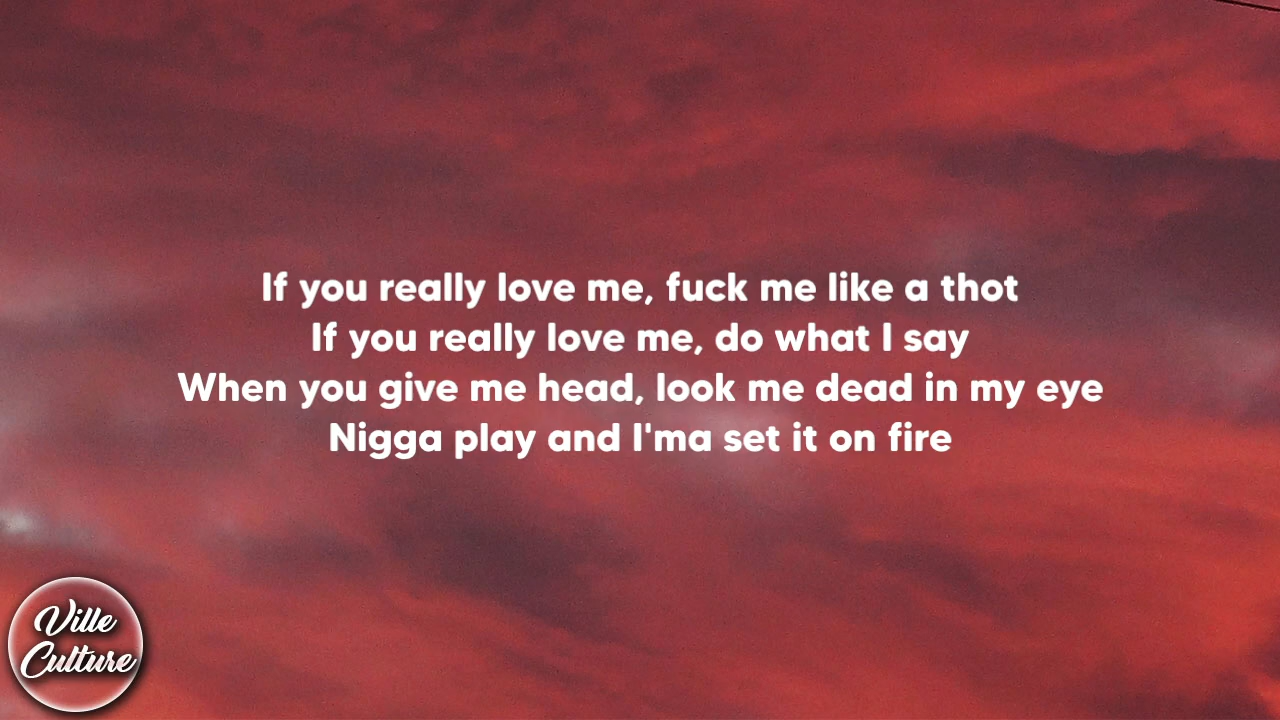 If you really love me, fuck me like a thot
If you really love me, do what I say
When you give me head, look me dead in my eye
Nigga play and I'ma set it on fire
Ville
Culture